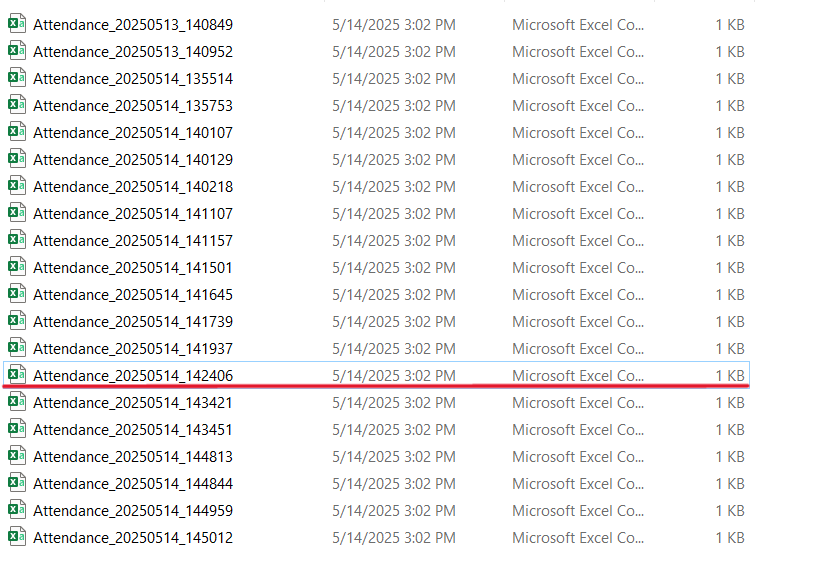 Attendance_20250513_140849 5/14/2025 3:02 PM Microsoft Excel Co... 1 KB
Attendance_20250513_140952 5/14/2025 3:02 PM Microsoft Excel Co... 1 KB
Attendance_20250514_135514 5/14/2025 3:02 PM Microsoft Excel Co... 1 KB
Attendance_20250514_135753 5/14/2025 3:02 PM Microsoft Excel Co... 1 KB
Attendance_20250514_140107 5/14/2025 3:02 PM Microsoft Excel Co... 1 KB
Attendance_20250514_140129 5/14/2025 3:02 PM Microsoft Excel Co... 1 KB
Attendance_20250514_140218 5/14/2025 3:02 PM Microsoft Excel Co... 1 KB
Attendance_20250514_141107 5/14/2025 3:02 PM Microsoft Excel Co... 1 KB
Attendance_20250514_141157 5/14/2025 3:02 PM Microsoft Excel Co... 1 KB
Attendance_20250514_141501 5/14/2025 3:02 PM Microsoft Excel Co... 1 KB
Attendance_20250514_141645 5/14/2025 3:02 PM Microsoft Excel Co... 1 KB
Attendance_20250514_141739 5/14/2025 3:02 PM Microsoft Excel Co... 1 KB
Attendance_20250514_141937 5/14/2025 3:02 PM Microsoft Excel Co... 1 KB
Attendance_20250514_142406 5/14/2025 3:02 PM Microsoft Excel Co... 1 KB
Attendance_20250514_143421 5/14/2025 3:02 PM Microsoft Excel Co... 1 KB
Attendance_20250514_143451 5/14/2025 3:02 PM Microsoft Excel Co... 1 KB
Attendance_20250514_144813 5/14/2025 3:02 PM Microsoft Excel Co... 1 KB
Attendance_20250514_144844 5/14/2025 3:02 PM Microsoft Excel Co... 1 KB
Attendance_20250514_144959 5/14/2025 3:02 PM Microsoft Excel Co... 1 KB
Attendance_20250514_145012 5/14/2025 3:02 PM Microsoft Excel Co... 1 KB